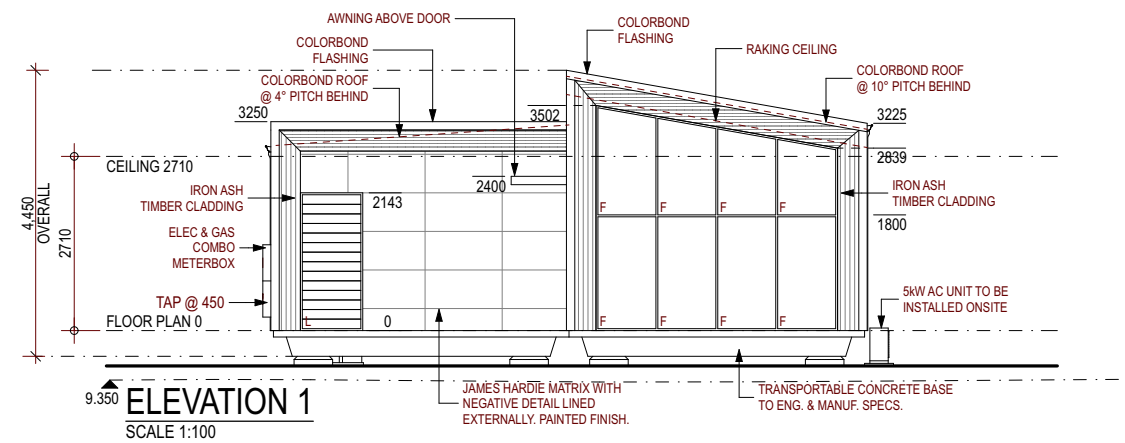 AWNING ABOVE DOOR
COLORBOND
FLASHING
COLORBOND
FLASHING
RAKING CEILING
COLORBOND ROOF
@ 4° PITCH BEHIND
COLORBOND ROOF
@ 10° PITCH BEHIND
3250
3502
3225
CEILING 2710
2839
2400
IRON ASH
TIMBER CLADDING
2143
IRON ASH
TIMBER CLADDING
F
F
F
F
1800
4,450
OVERALL
2710
ELEC & GAS
COMBO
METERBOX
TAP @ 450
5kW AC UNIT TO BE
INSTALLED ONSITE
FLOOR PLAN 0
L
0
F
F
F
F
9.350
ELEVATION 1
SCALE 1:100
JAMES HARDIE MATRIX WITH
NEGATIVE DETAIL LINED
EXTERNALLY. PAINTED FINISH.
TRANSPORTABLE CONCRETE BASE
TO ENG. & MANUF. SPECS.